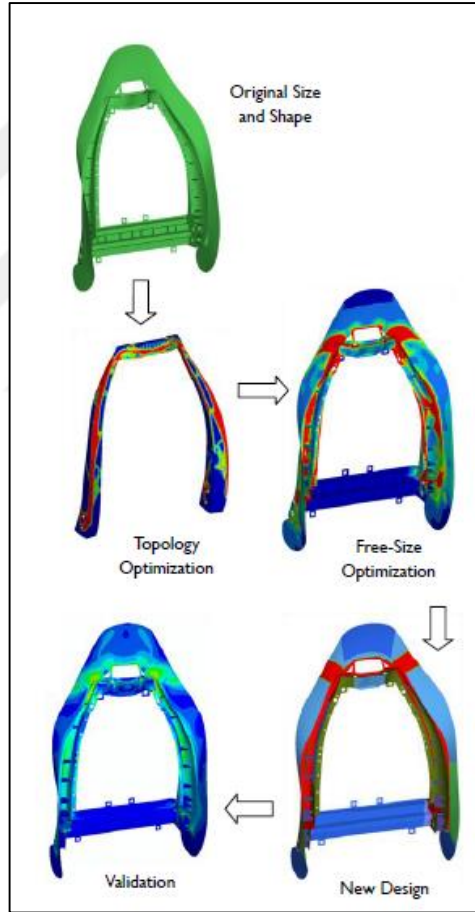 Original Size
and Shape
Topology
Optimization
Free-Size
Optimization
Validation
New Design